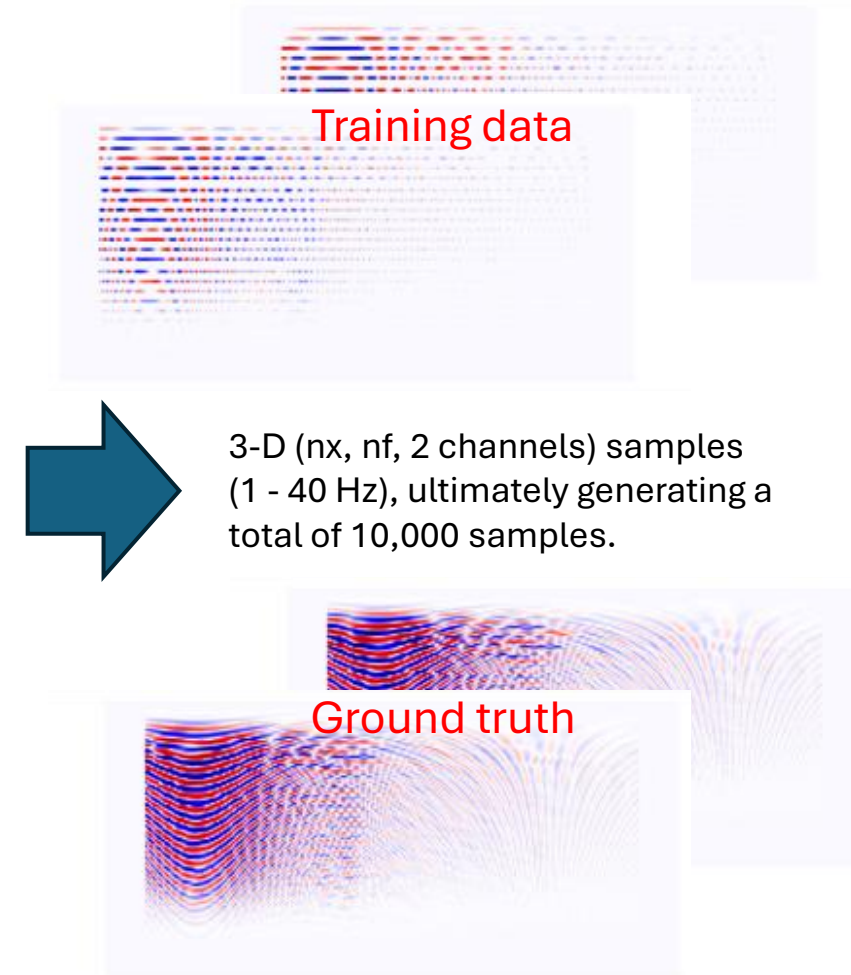 Training data
3-D (nx, nf, 2 channels) samples
(1 - 40 Hz), ultimately generating a
total of 10,000 samples.
Ground truth